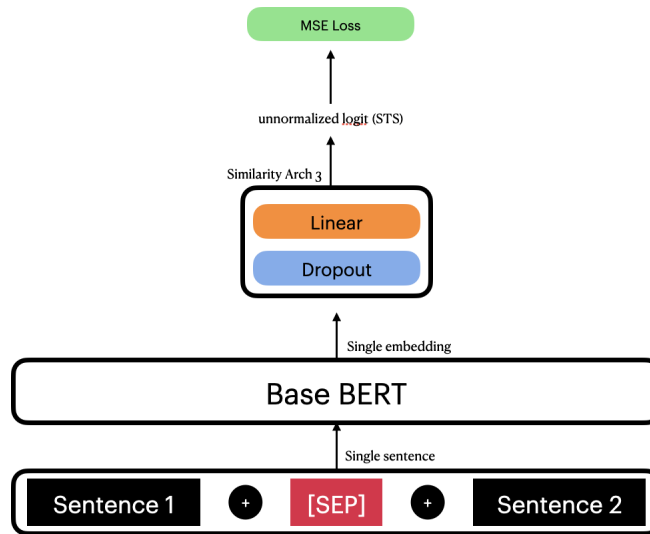 MSE Loss
unnormalized logit (STS)
Similarity Arch 3
Linear
Dropout
Single embedding
Base BERT
Single sentence
Sentence 1 + [SEP] + Sentence 2